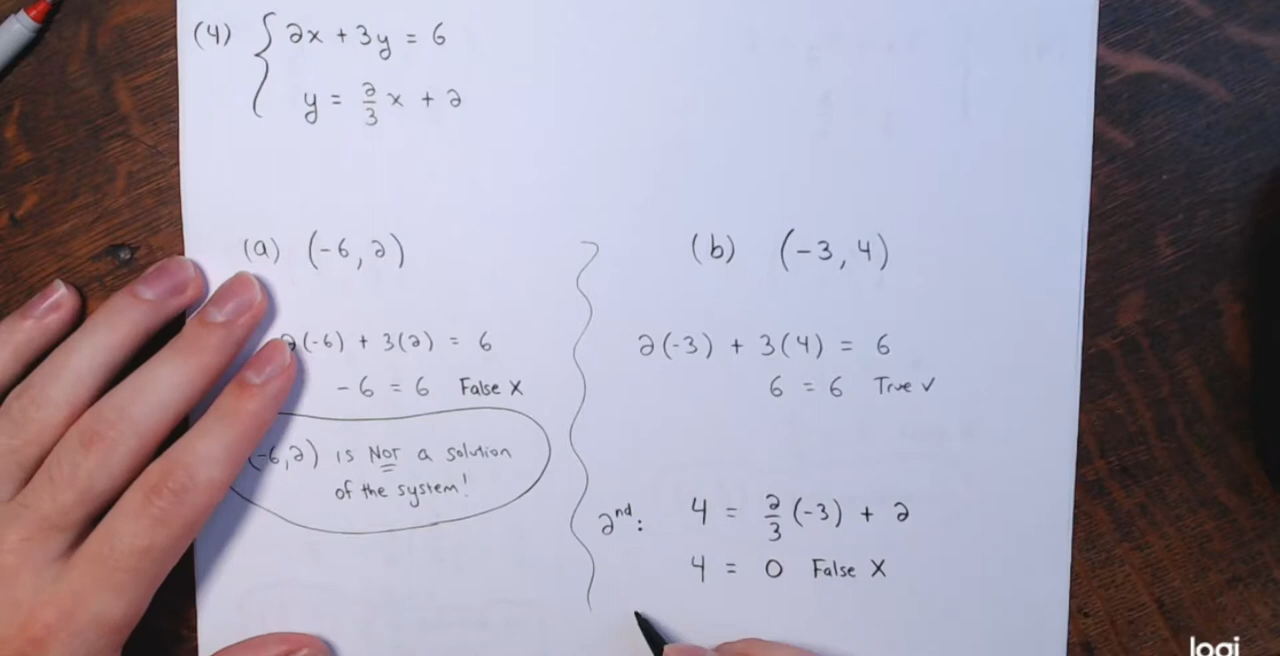 (4) { 2x + 3y = 6
y = 2/3 x + 2
(a) (-6, 2)
2(-6) + 3(2) = 6
-6 = 6 False X
(-6, 2) is NOT a solution
of the system!
(b) (-3, 4)
2(-3) + 3(4) = 6
6 = 6 True ✓
2nd: 4 = 2/3 (-3) + 2
4 = 0 False X
logi